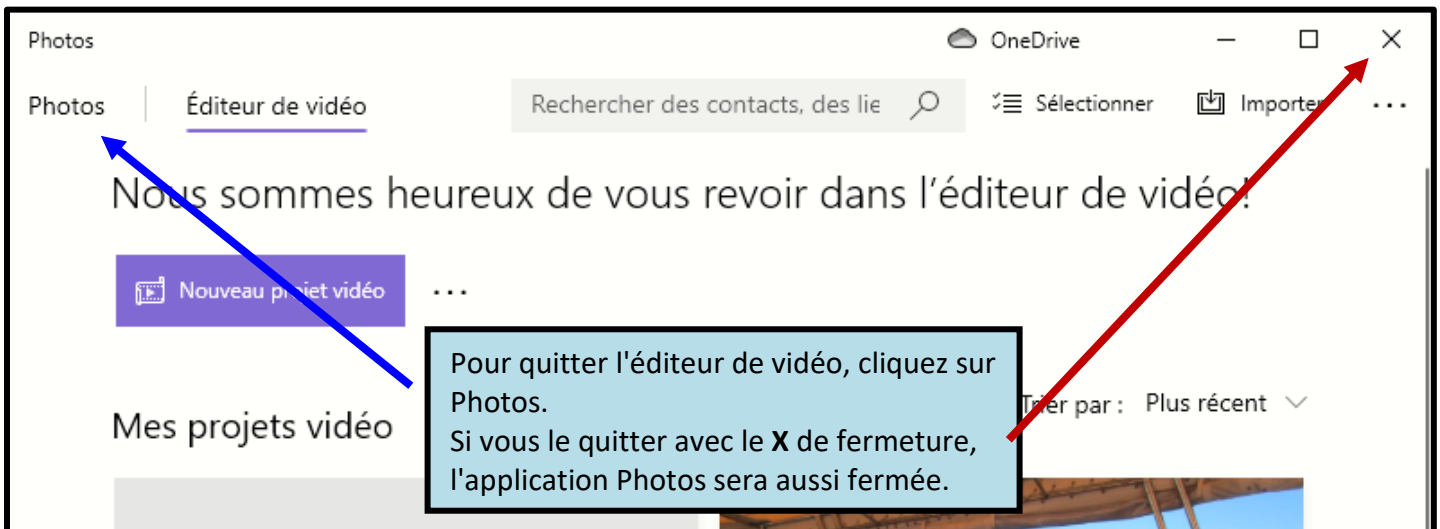 Photos
OneDrive
Photos
Éditeur de vidéo
Rechercher des contacts, des lie
Sélectionner
Importer
...
Nous sommes heureux de vous revoir dans l'éditeur de vidéo!
Nouveau projet vidéo
...
Pour quitter l'éditeur de vidéo, cliquez sur
Photos.
Si vous le quitter avec le X de fermeture,
l'application Photos sera aussi fermée.
Mes projets vidéo
Trier par : Plus récent